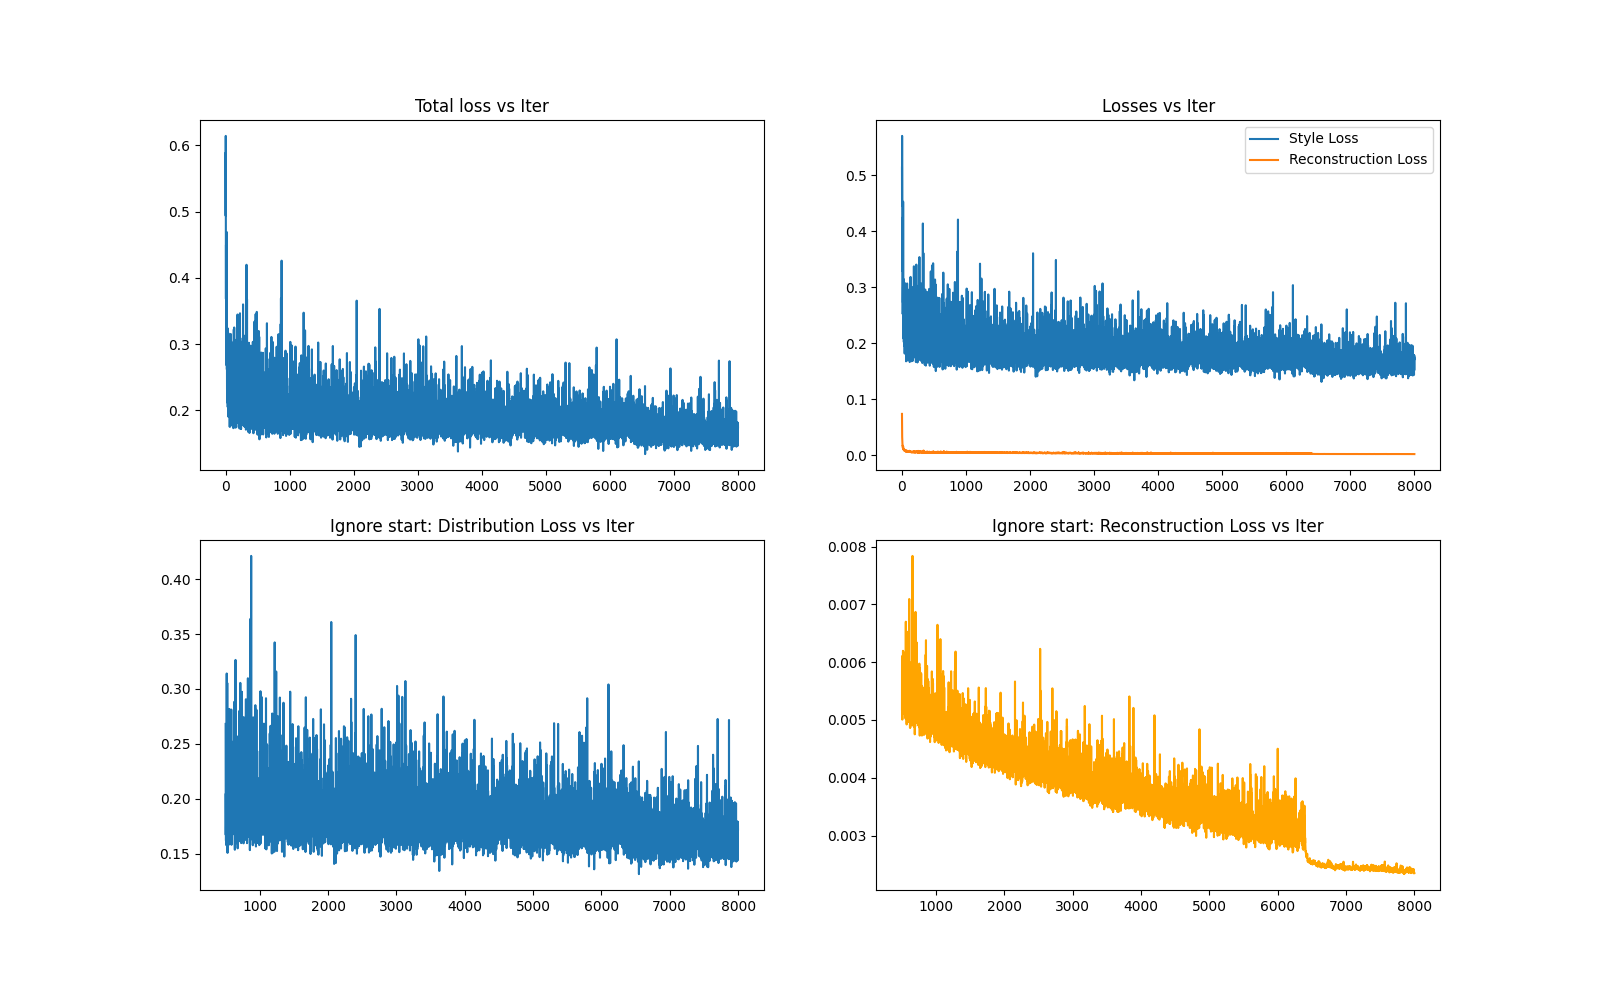 Total loss vs Iter
0.6
0.5
0.4
0.3
0.2
0 1000 2000 3000 4000 5000 6000 7000 8000
Losses vs Iter
Style Loss
Reconstruction Loss
0.5
0.4
0.3
0.2
0.1
0.0
0 1000 2000 3000 4000 5000 6000 7000 8000
Ignore start: Distribution Loss vs Iter
0.40
0.35
0.30
0.25
0.20
0.15
1000 2000 3000 4000 5000 6000 7000 8000
Ignore start: Reconstruction Loss vs Iter
0.008
0.007
0.006
0.005
0.004
0.003
1000 2000 3000 4000 5000 6000 7000 8000